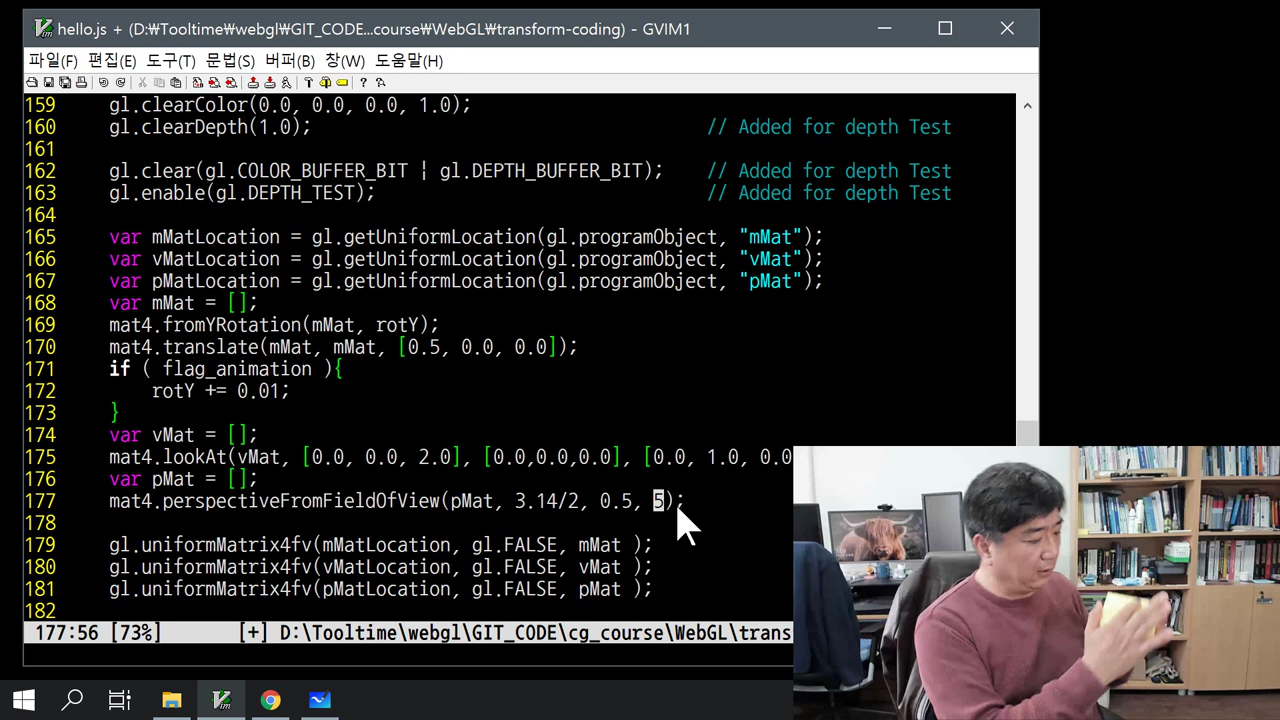 hello.js + (D:₩Tooltime₩webgl₩GIT_CODE...course₩WebGL₩transform-coding) - GVIM1
파일(F) 편집(E) 도구(T) 문법(S) 버퍼(B) 창(W) 도움말(H)
159 gl.clearColor(0.0, 0.0, 0.0, 1.0);
160 gl.clearDepth(1.0); // Added for depth Test
161
162 gl.clear(gl.COLOR_BUFFER_BIT | gl.DEPTH_BUFFER_BIT); // Added for depth Test
163 gl.enable(gl.DEPTH_TEST); // Added for depth Test
164
165 var mMatLocation = gl.getUniformLocation(gl.programObject, "mMat");
166 var vMatLocation = gl.getUniformLocation(gl.programObject, "vMat");
167 var pMatLocation = gl.getUniformLocation(gl.programObject, "pMat");
168 var mMat = [];
169 mat4.fromYRotation(mMat, rotY);
170 mat4.translate(mMat, mMat, [0.5, 0.0, 0.0]);
171 if ( flag_animation ){
172 rotY += 0.01;
173 }
174 var vMat = [];
175 mat4.lookAt(vMat, [0.0, 0.0, 2.0], [0.0,0.0,0.0], [0.0, 1.0, 0.0
176 var pMat = [];
177 mat4.perspectiveFromFieldOfView(pMat, 3.14/2, 0.5, 5);
178
179 gl.uniformMatrix4fv(mMatLocation, gl.FALSE, mMat );
180 gl.uniformMatrix4fv(vMatLocation, gl.FALSE, vMat );
181 gl.uniformMatrix4fv(pMatLocation, gl.FALSE, pMat );
182
177:56 [73%] [+] D:\Tooltime\webgl\GIT_CODE\cg_course\WebGL\trans